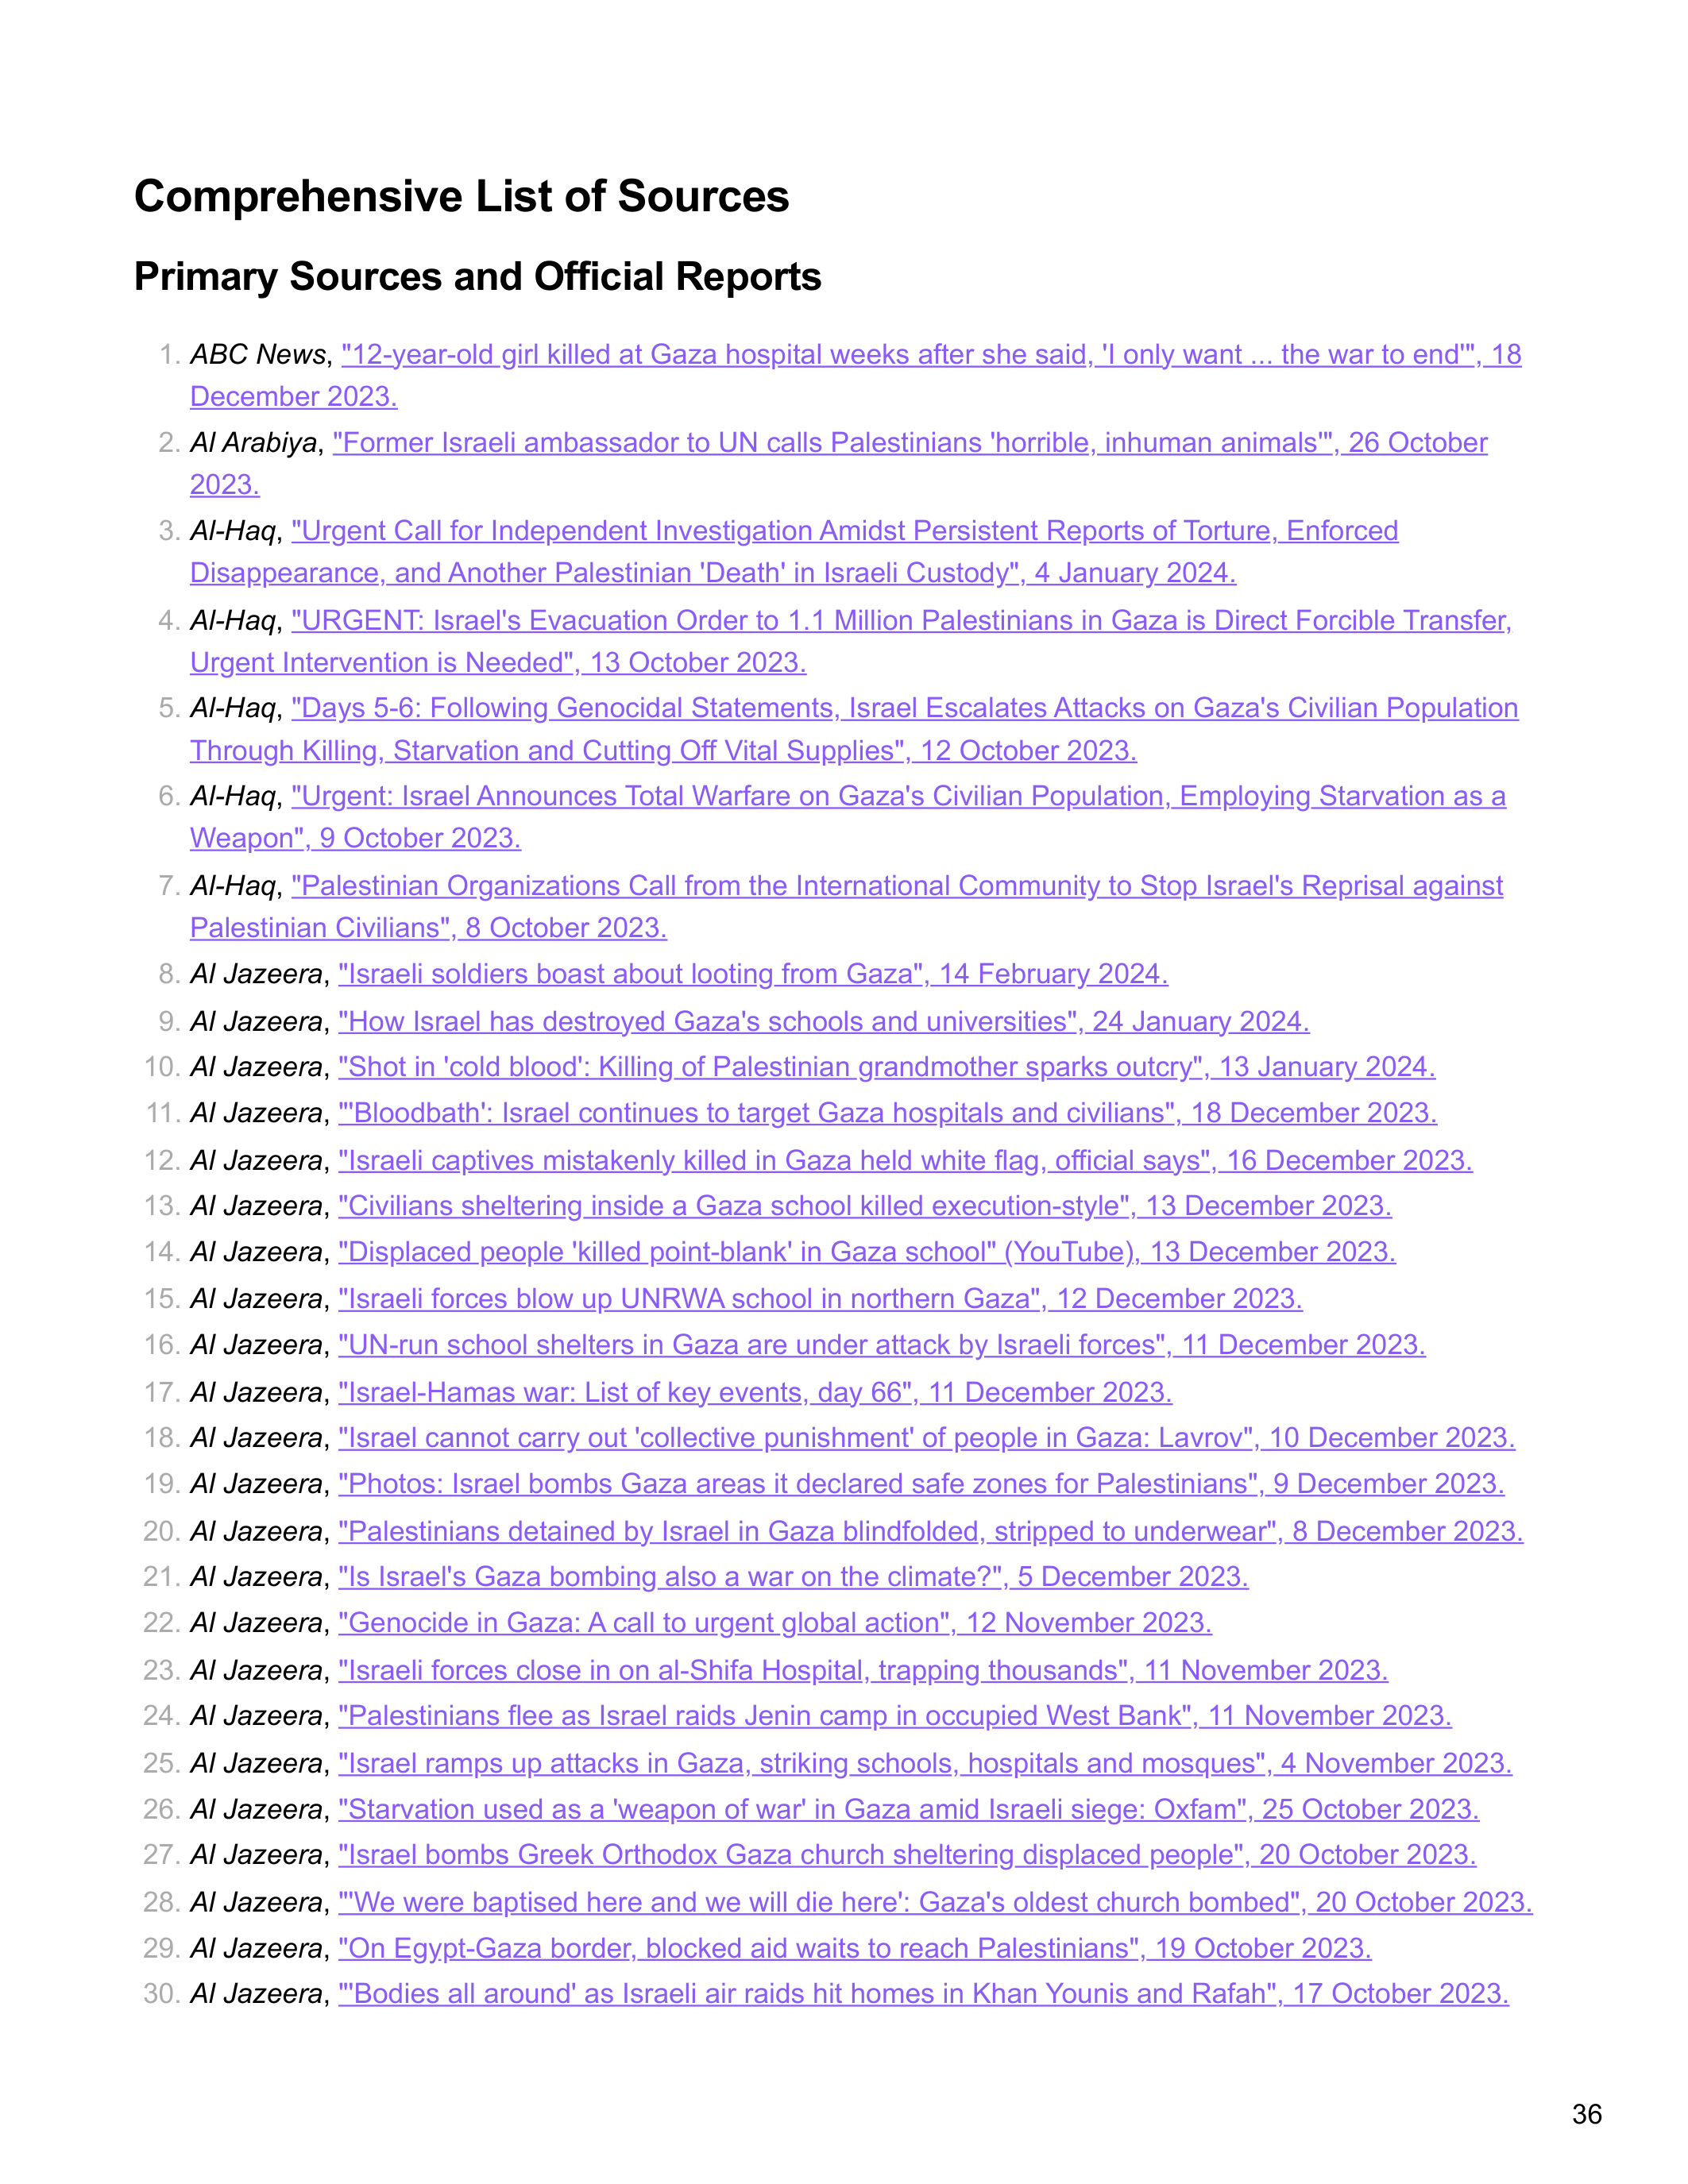 Comprehensive List of Sources
Primary Sources and Official Reports
1. ABC News, "12-year-old girl killed at Gaza hospital weeks after she said, 'I only want ... the war to end'", 18
December 2023.
2. Al Arabiya, "Former Israeli ambassador to UN calls Palestinians 'horrible, inhuman animals'", 26 October
2023.
3. Al-Haq, "Urgent Call for Independent Investigation Amidst Persistent Reports of Torture, Enforced
Disappearance, and Another Palestinian 'Death' in Israeli Custody", 4 January 2024.
4. Al-Haq, "URGENT: Israel's Evacuation Order to 1.1 Million Palestinians in Gaza is Direct Forcible Transfer,
Urgent Intervention is Needed", 13 October 2023.
5. Al-Haq, "Days 5-6: Following Genocidal Statements, Israel Escalates Attacks on Gaza's Civilian Population
Through Killing, Starvation and Cutting Off Vital Supplies", 12 October 2023.
6. Al-Haq, "Urgent: Israel Announces Total Warfare on Gaza's Civilian Population, Employing Starvation as a
Weapon", 9 October 2023.
7. Al-Haq, "Palestinian Organizations Call from the International Community to Stop Israel's Reprisal against
Palestinian Civilians", 8 October 2023.
8. Al Jazeera, "Israeli soldiers boast about looting from Gaza", 14 February 2024.
9. Al Jazeera, "How Israel has destroyed Gaza's schools and universities", 24 January 2024.
10. Al Jazeera, "Shot in 'cold blood': Killing of Palestinian grandmother sparks outcry", 13 January 2024.
11. Al Jazeera, "'Bloodbath': Israel continues to target Gaza hospitals and civilians", 18 December 2023.
12. Al Jazeera, "Israeli captives mistakenly killed in Gaza held white flag, official says", 16 December 2023.
13. Al Jazeera, "Civilians sheltering inside a Gaza school killed execution-style", 13 December 2023.
14. Al Jazeera, "Displaced people 'killed point-blank' in Gaza school" (YouTube), 13 December 2023.
15. Al Jazeera, "Israeli forces blow up UNRWA school in northern Gaza", 12 December 2023.
16. Al Jazeera, "UN-run school shelters in Gaza are under attack by Israeli forces", 11 December 2023.
17. Al Jazeera, "Israel-Hamas war: List of key events, day 66", 11 December 2023.
18. Al Jazeera, "Israel cannot carry out 'collective punishment' of people in Gaza: Lavrov", 10 December 2023.
19. Al Jazeera, "Photos: Israel bombs Gaza areas it declared safe zones for Palestinians", 9 December 2023.
20. Al Jazeera, "Palestinians detained by Israel in Gaza blindfolded, stripped to underwear", 8 December 2023.
21. Al Jazeera, "Is Israel's Gaza bombing also a war on the climate?", 5 December 2023.
22. Al Jazeera, "Genocide in Gaza: A call to urgent global action", 12 November 2023.
23. Al Jazeera, "Israeli forces close in on al-Shifa Hospital, trapping thousands", 11 November 2023.
24. Al Jazeera, "Palestinians flee as Israel raids Jenin camp in occupied West Bank", 11 November 2023.
25. Al Jazeera, "Israel ramps up attacks in Gaza, striking schools, hospitals and mosques", 4 November 2023.
26. Al Jazeera, "Starvation used as a 'weapon of war' in Gaza amid Israeli siege: Oxfam", 25 October 2023.
27. Al Jazeera, "Israel bombs Greek Orthodox Gaza church sheltering displaced people", 20 October 2023.
28. Al Jazeera, "'We were baptised here and we will die here': Gaza's oldest church bombed", 20 October 2023.
29. Al Jazeera, "On Egypt-Gaza border, blocked aid waits to reach Palestinians", 19 October 2023.
30. Al Jazeera, "'Bodies all around' as Israeli air raids hit homes in Khan Younis and Rafah", 17 October 2023.
36